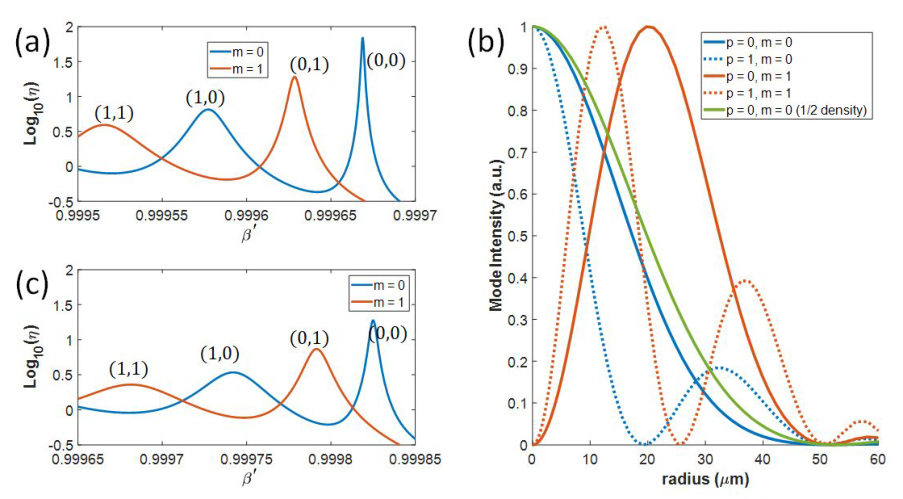 (a)
2
1.5
1
0.5
0
-0.5
Log10(η)
m = 0
m = 1
(1,1)
(1,0)
(0,1)
(0,0)
0.9995
0.99955
0.9996
0.99965
0.9997
β′
(c)
2
1.5
1
0.5
0
-0.5
Log10(η)
m = 0
m = 1
(1,1)
(1,0)
(0,1)
(0,0)
0.99975
0.9998
0.99985
β′
(b)
1
0.9
0.8
0.7
0.6
0.5
0.4
0.3
0.2
0.1
0
Mode Intensity (a.u.)
p = 0, m = 0
p = 1, m = 0
p = 0, m = 1
p = 1, m = 1
p = 0, m = 0 (1/2 density)
0
10
20
30
40
50
60
radius (μm)